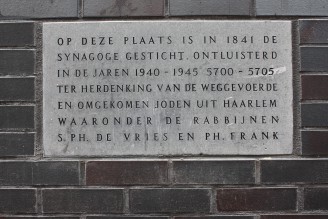 OP DEZE PLAATS IS IN 1841 DE
SYNAGOGE GESTICHT, ONTLUISTERD
IN DE JAREN 1940 - 1945 5700 - 5705
TER HERDENKING VAN DE WEGGEVOERDE
EN OMGEKOMEN JODEN UIT HAARLEM
WAARONDER DE RABBIJNEN
S. PH. DE VRIES EN PH. FRANK